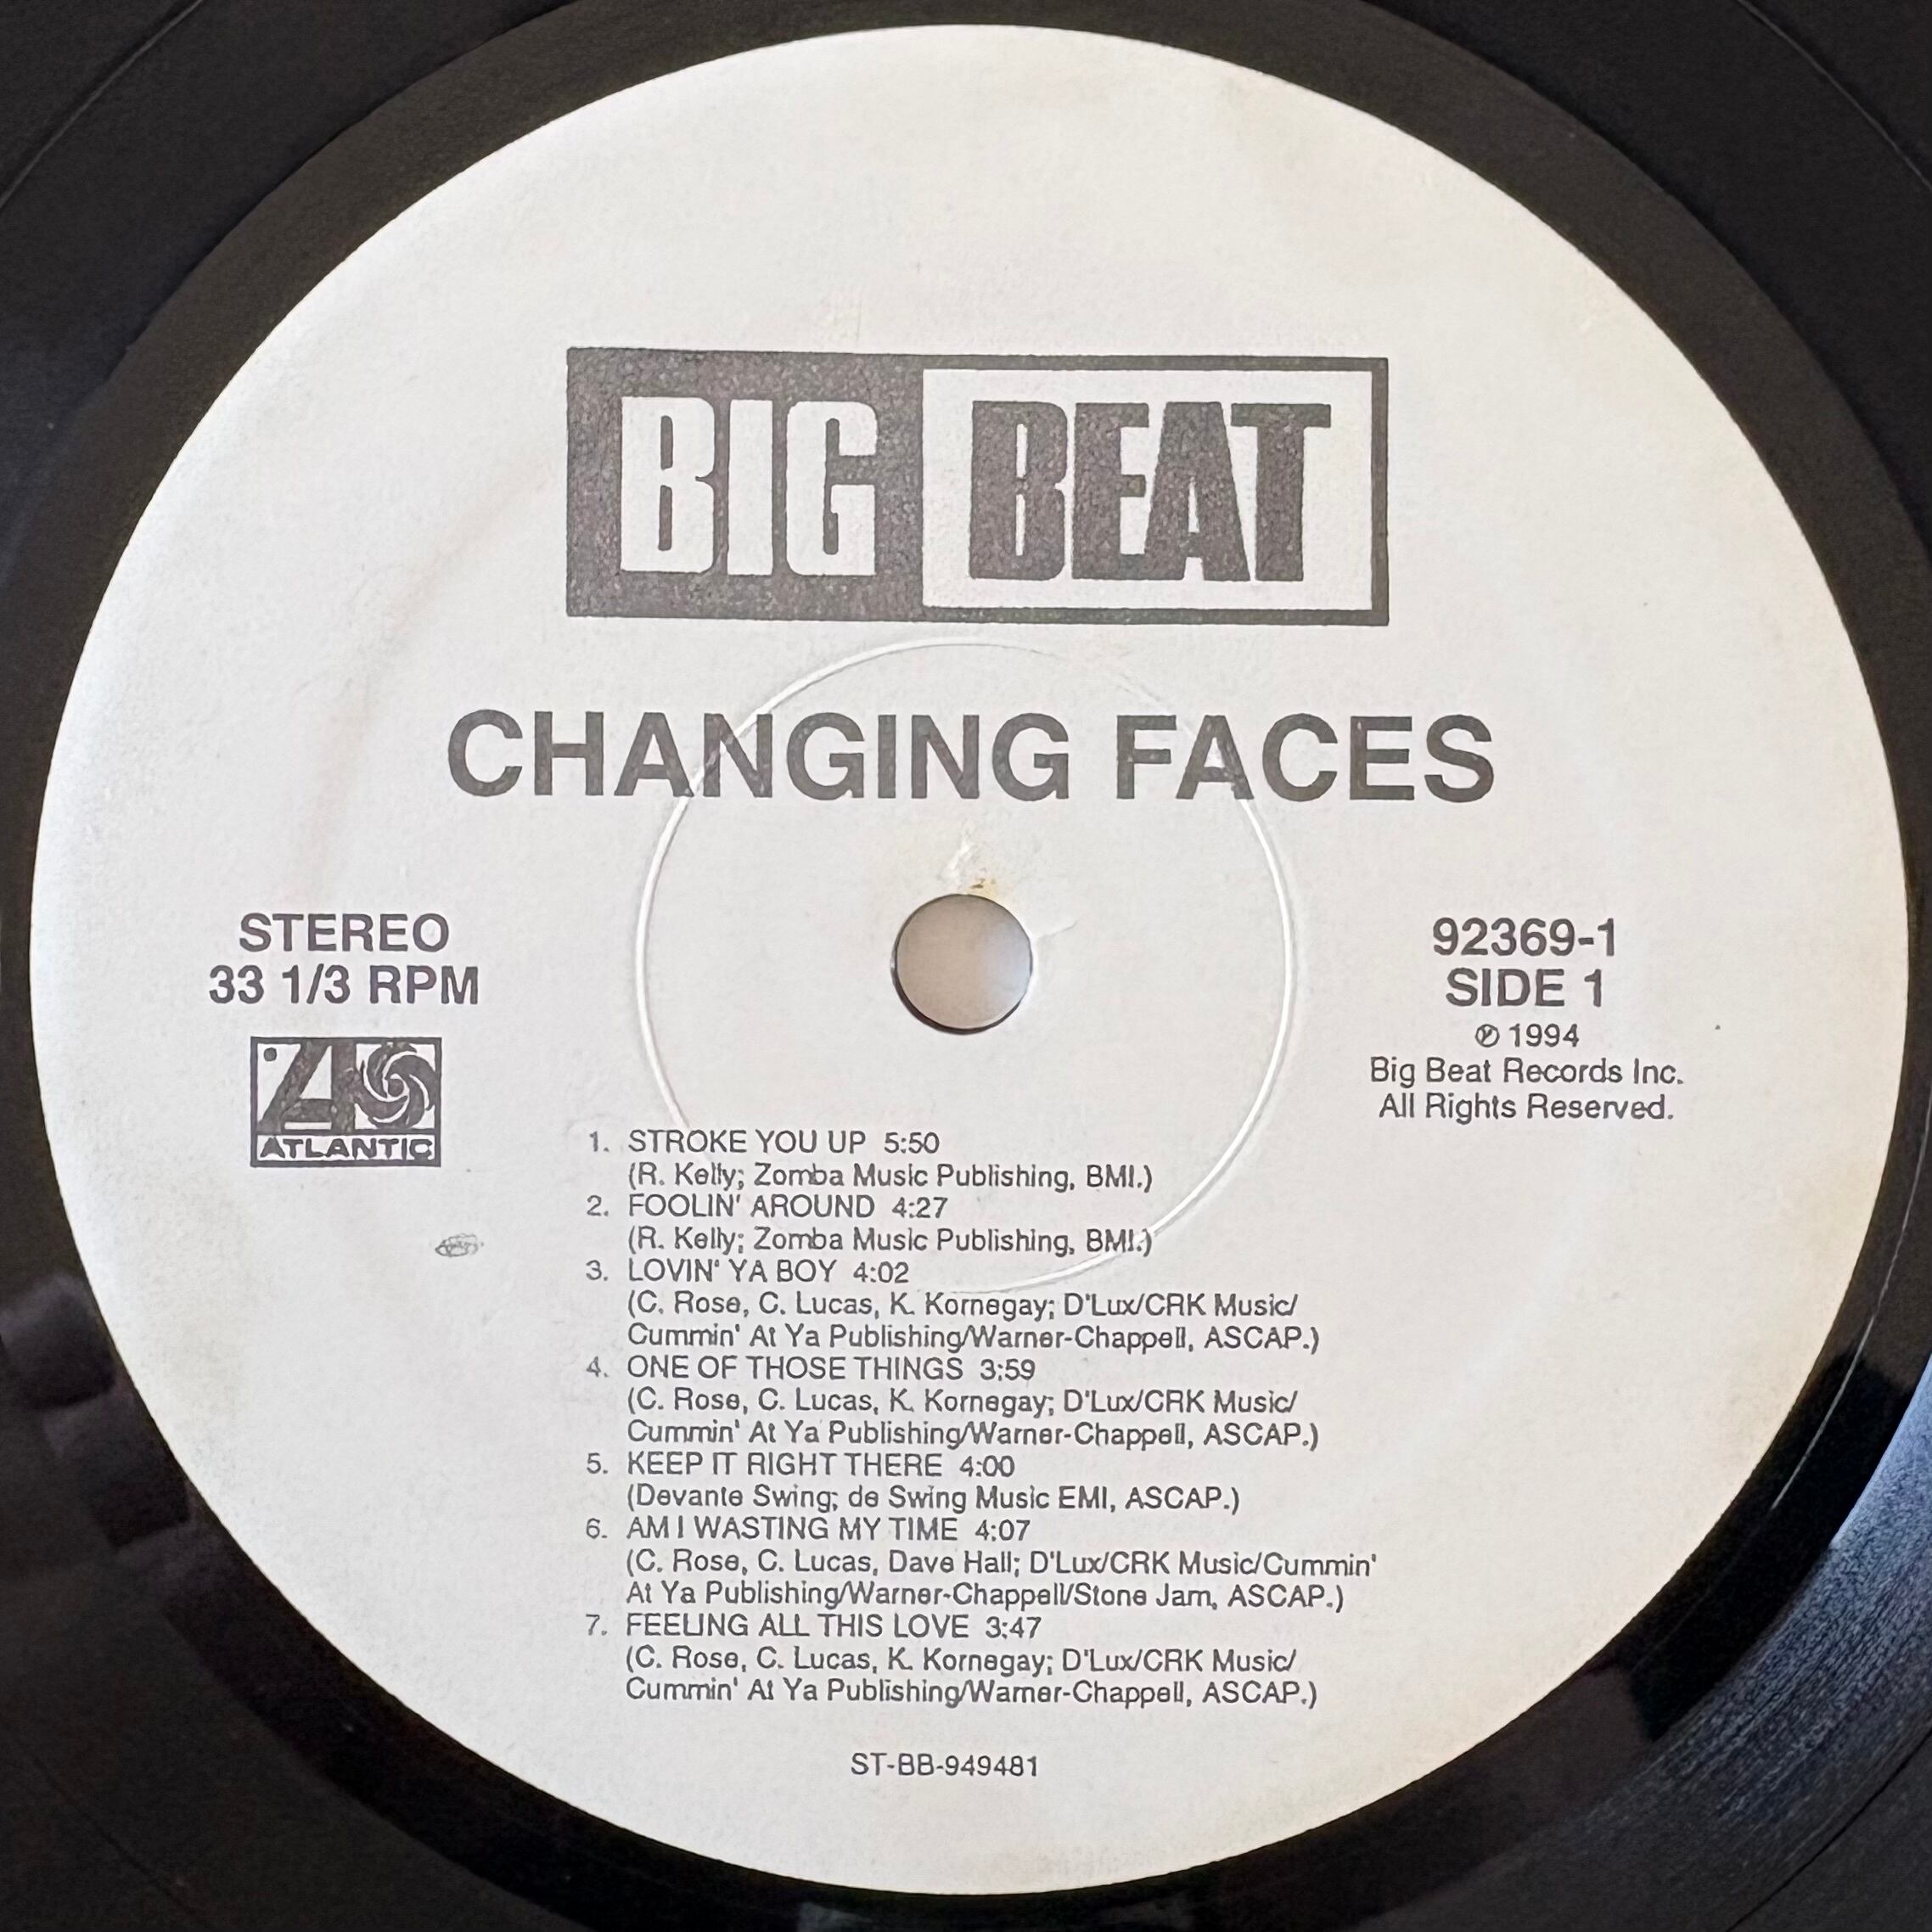 BIG BEAT
CHANGING FACES
STEREO
33 1/3 RPM
ATLANTIC
92369-1
SIDE 1
℗ 1994
Big Beat Records Inc.
All Rights Reserved.
1. STROKE YOU UP 5:50
(R. Kelly; Zomba Music Publishing, BMI.)
2. FOOLIN' AROUND 4:27
(R. Kelly; Zomba Music Publishing, BMI.)
3. LOVIN' YA BOY 4:02
(C. Rose, C. Lucas, K. Kornegay; D'Lux/CRK Music/
Cummin' At Ya Publishing/Warner-Chappell, ASCAP.)
4. ONE OF THOSE THINGS 3:59
(C. Rose, C. Lucas, K. Kornegay; D'Lux/CRK Music/
Cummin' At Ya Publishing/Warner-Chappell, ASCAP.)
5. KEEP IT RIGHT THERE 4:00
(Devante Swing; de Swing Music EMI, ASCAP.)
6. AM I WASTING MY TIME 4:07
(C. Rose, C. Lucas, Dave Hall; D'Lux/CRK Music/Cummin'
At Ya Publishing/Warner-Chappell/Stone Jam, ASCAP.)
7. FEELING ALL THIS LOVE 3:47
(C. Rose, C. Lucas, K. Kornegay; D'Lux/CRK Music/
Cummin' At Ya Publishing/Warner-Chappell, ASCAP.)
ST-BB-949481